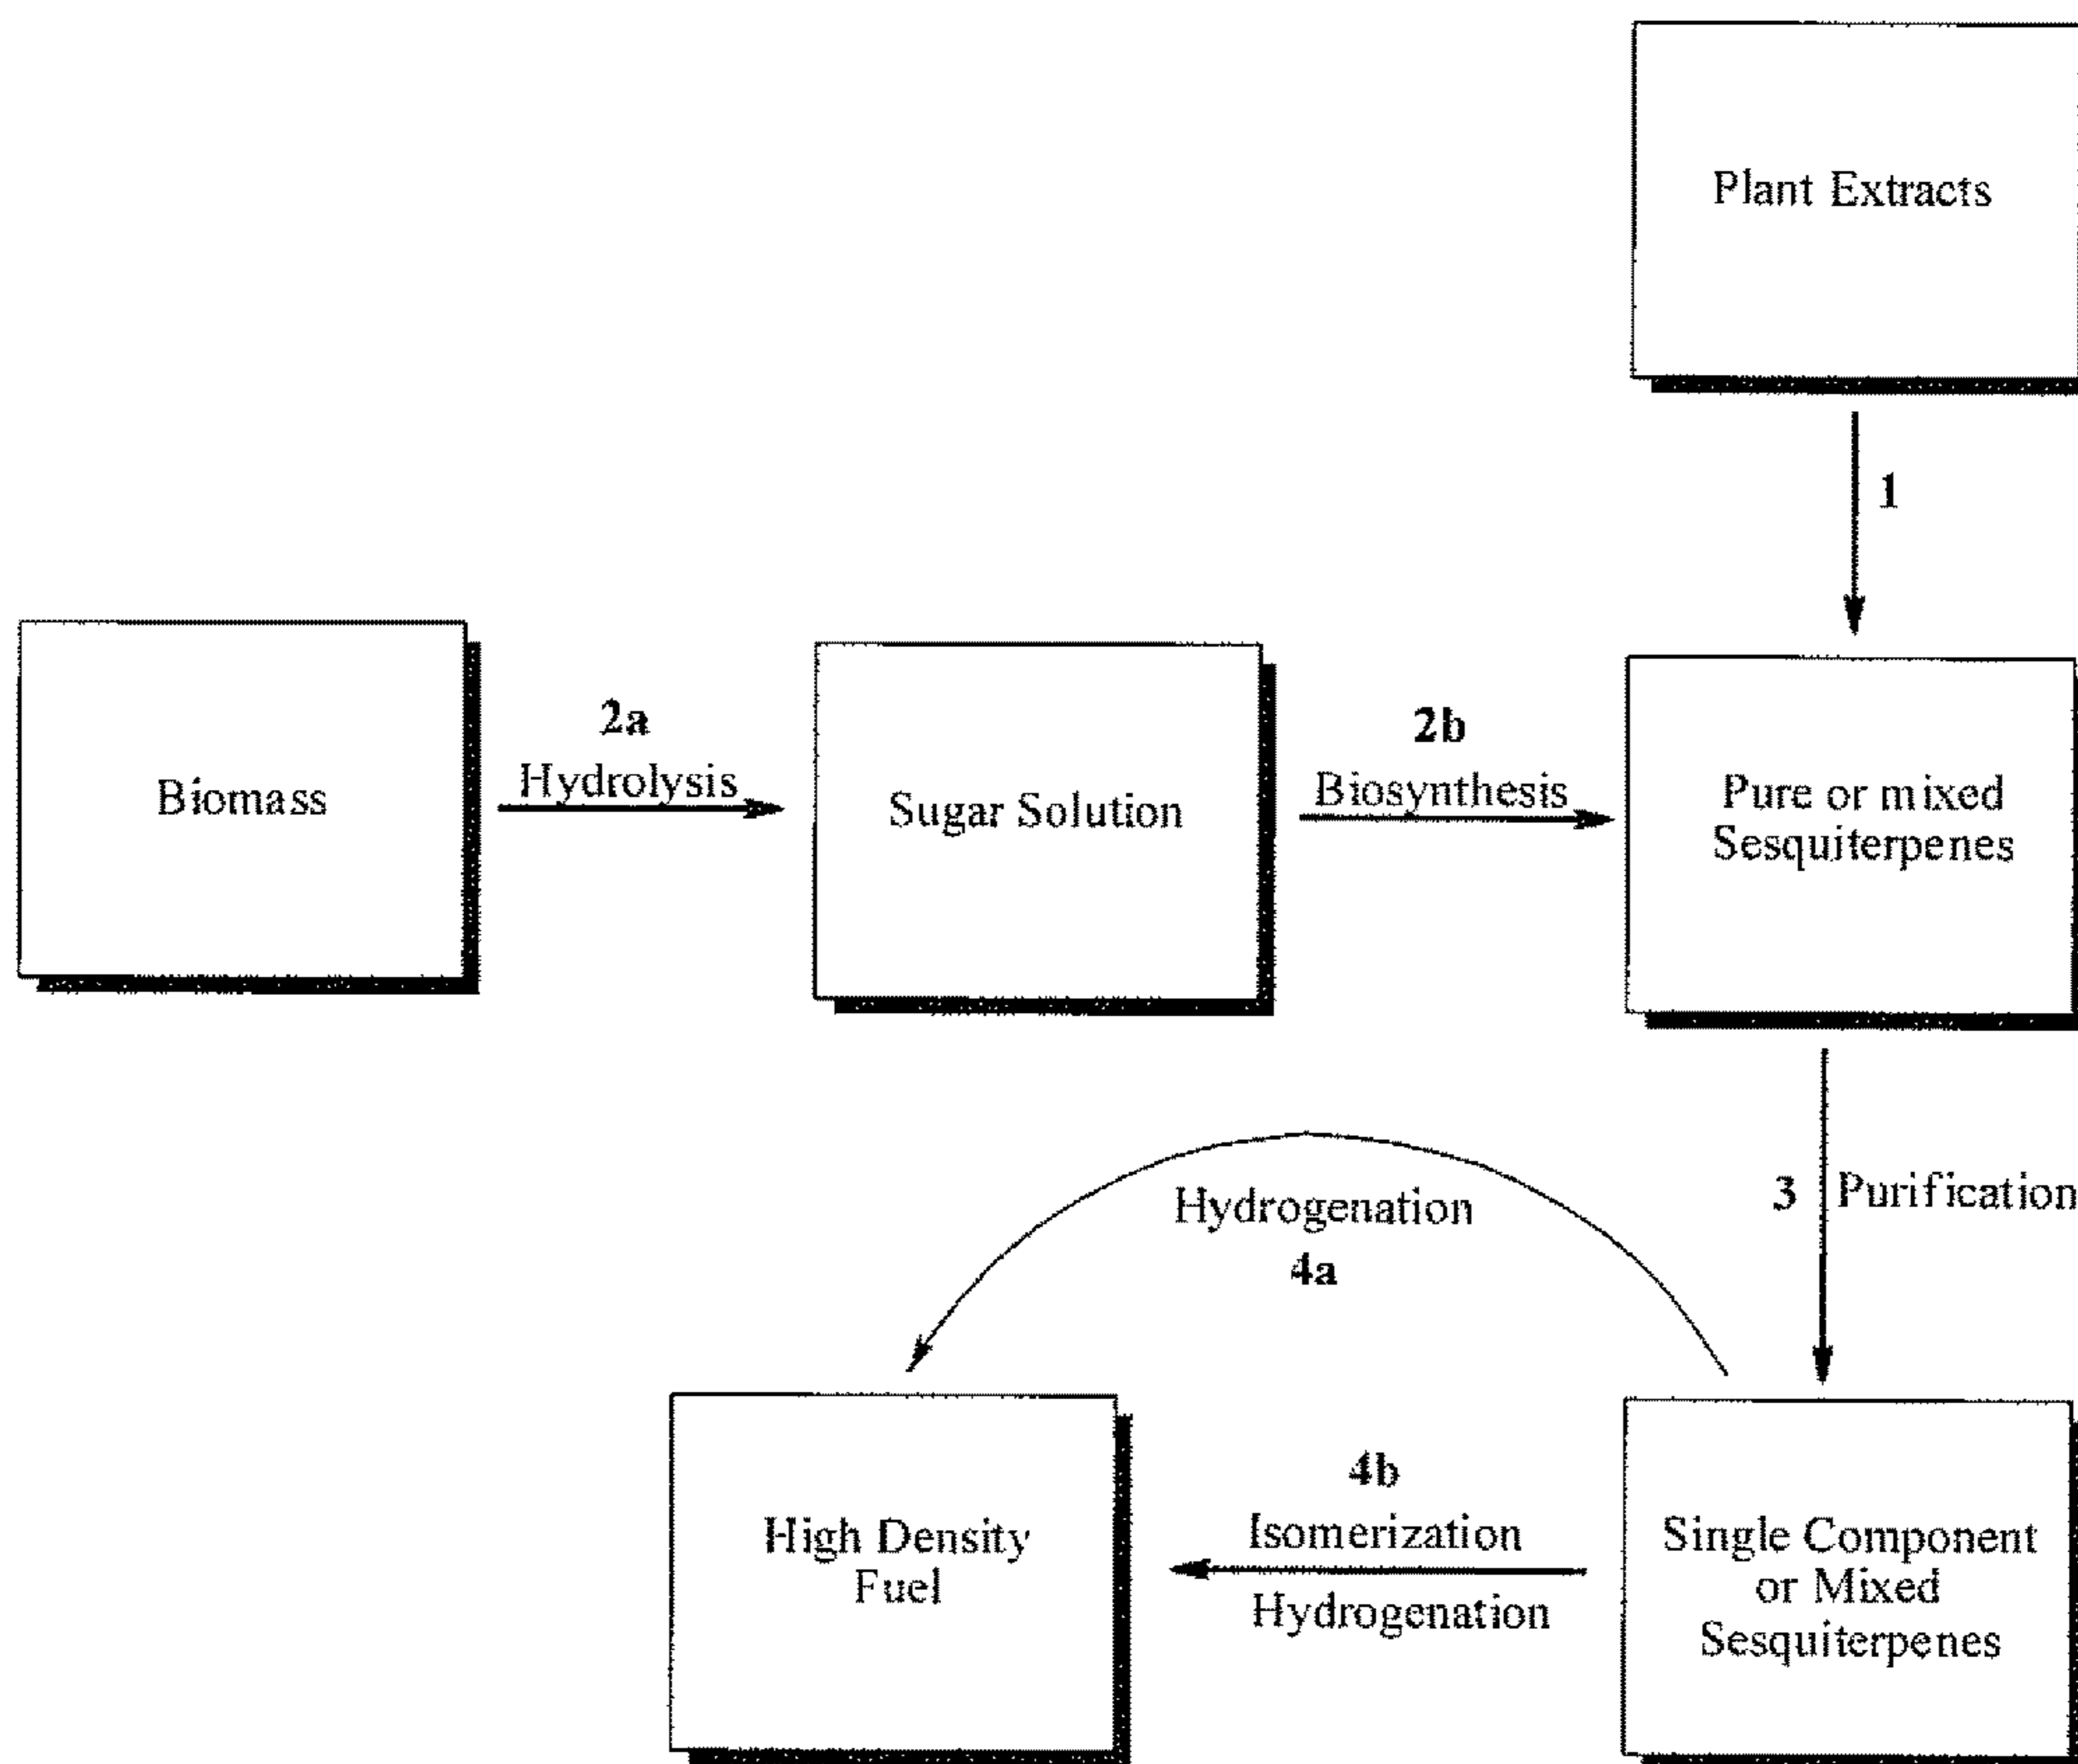 Plant Extracts
1
Biomass
2a
Hydrolysis
Sugar Solution
2b
Biosynthesis
Pure or mixed
Sesquiterpenes
3 Purification
Hydrogenation
4a
High Density
Fuel
4b
Isomerization
Hydrogenation
Single Component
or Mixed
Sesquiterpenes